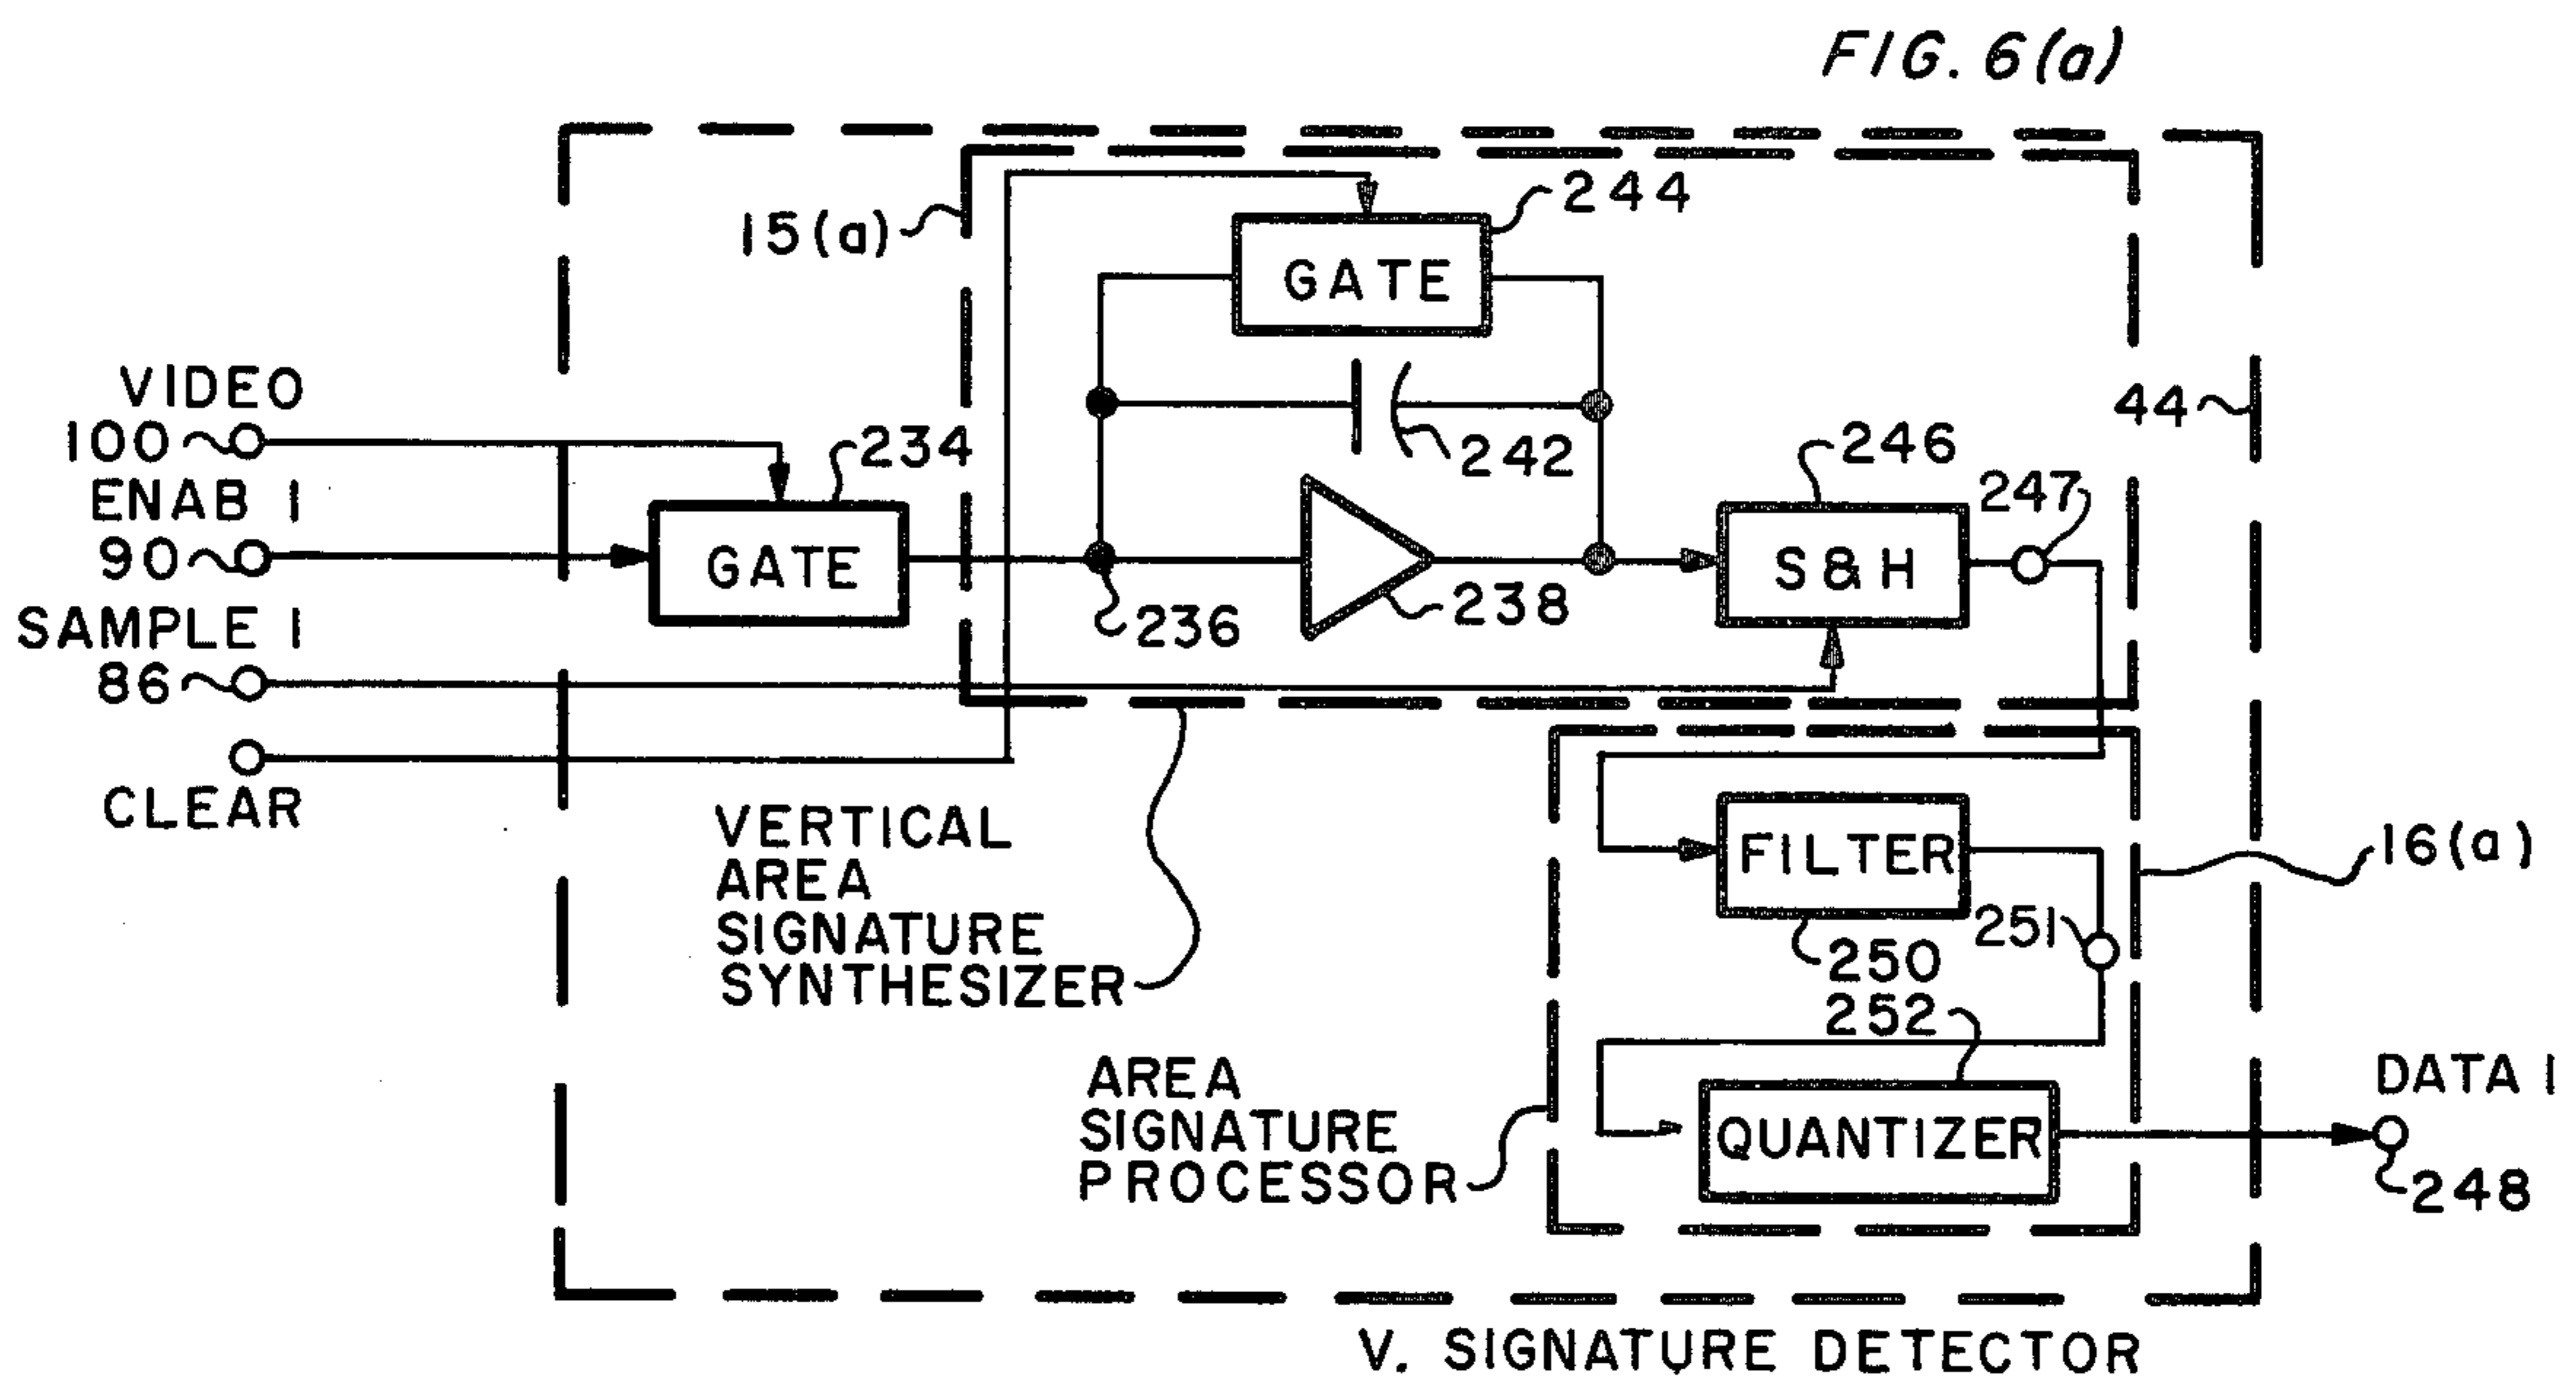 FIG. 6(a)
15(a)
244
GATE
VIDEO
100
44
242
234
246
247
ENAB 1
90
GATE
S&H
238
236
SAMPLE 1
86
CLEAR
VERTICAL
AREA
SIGNATURE
SYNTHESIZER
FILTER
16(a)
251
250
252
AREA
SIGNATURE
PROCESSOR
QUANTIZER
DATA 1
248
V. SIGNATURE DETECTOR